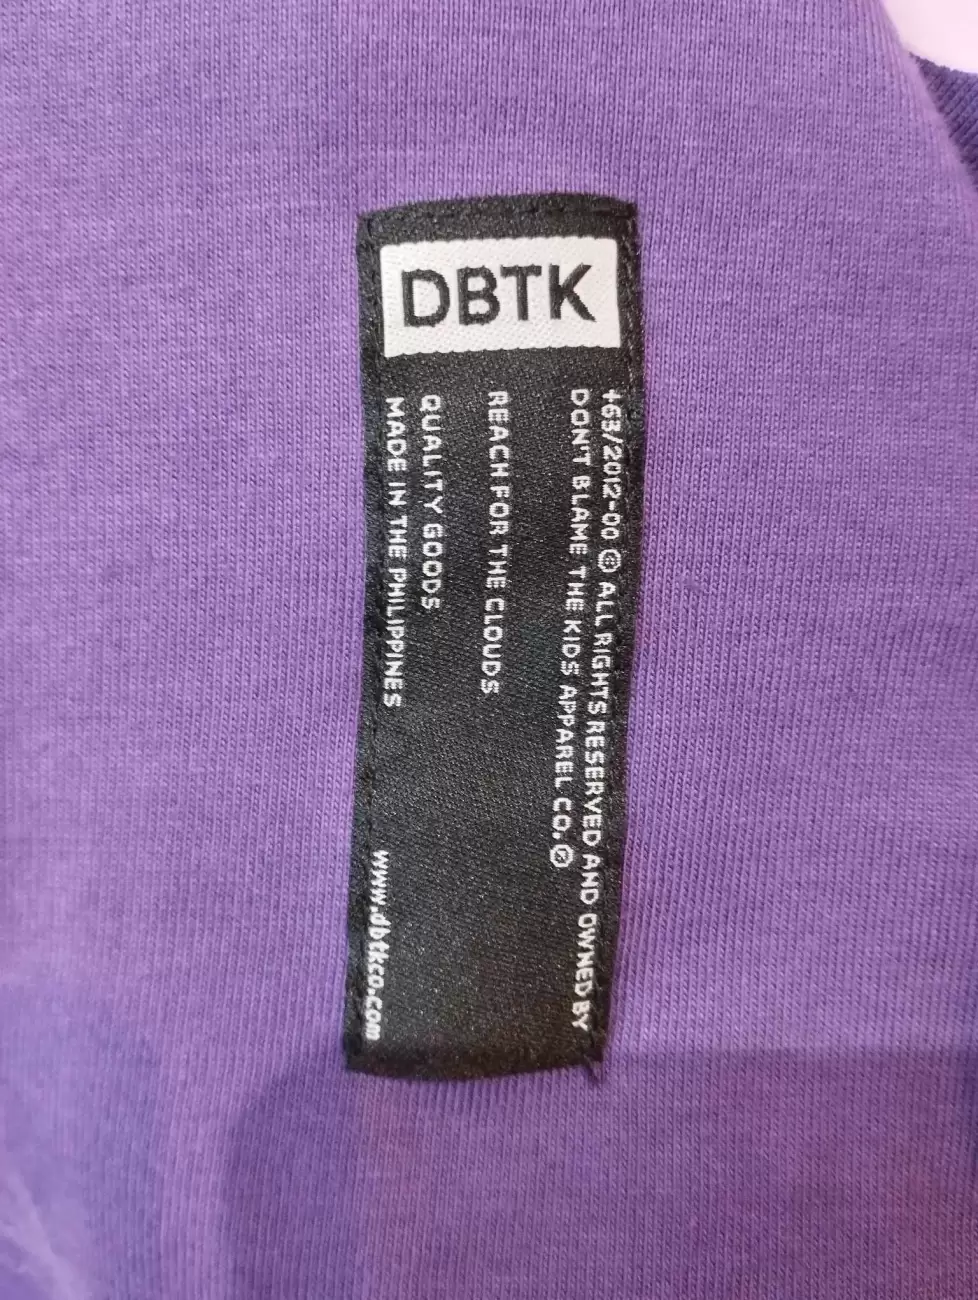 DBTK
+63/2012-00 © ALL RIGHTS RESERVED AND OWNED BY
DON'T BLAME THE KIDS APPAREL CO.©
REACH FOR THE CLOUDS
QUALITY GOODS
MADE IN THE PHILIPPINES
www.dbtkco.com